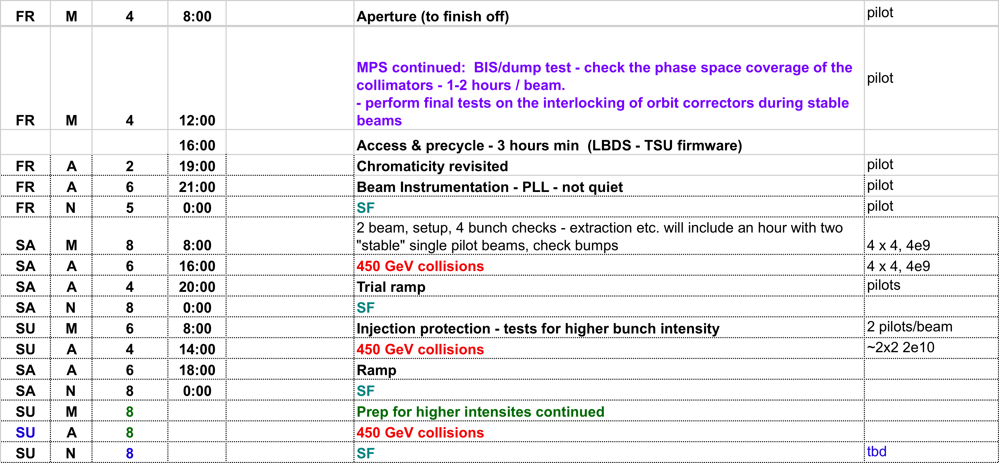 FR M 4 8:00 Aperture (to finish off) pilot
MPS continued:  BIS/dump test - check the phase space coverage of the
collimators - 1-2 hours / beam.
- perform final tests on the interlocking of orbit correctors during stable
FR M 4 12:00 beams pilot
16:00 Access & precycle - 3 hours min  (LBDS - TSU firmware)
FR A 2 19:00 Chromaticity revisited pilot
FR A 6 21:00 Beam Instrumentation - PLL - not quiet pilot
FR N 5 0:00 SF pilot
2 beam, setup, 4 bunch checks - extraction etc. will include an hour with two
SA M 8 8:00 "stable" single pilot beams, check bumps 4 x 4, 4e9
SA A 6 16:00 450 GeV collisions 4 x 4, 4e9
SA A 4 20:00 Trial ramp pilots
SA N 8 0:00 SF
SU M 6 8:00 Injection protection - tests for higher bunch intensity 2 pilots/beam
SU A 4 14:00 450 GeV collisions ~2x2 2e10
SA A 6 18:00 Ramp
SA N 8 0:00 SF
SU M 8 Prep for higher intensites continued
SU A 8 450 GeV collisions
SU N 8 SF tbd